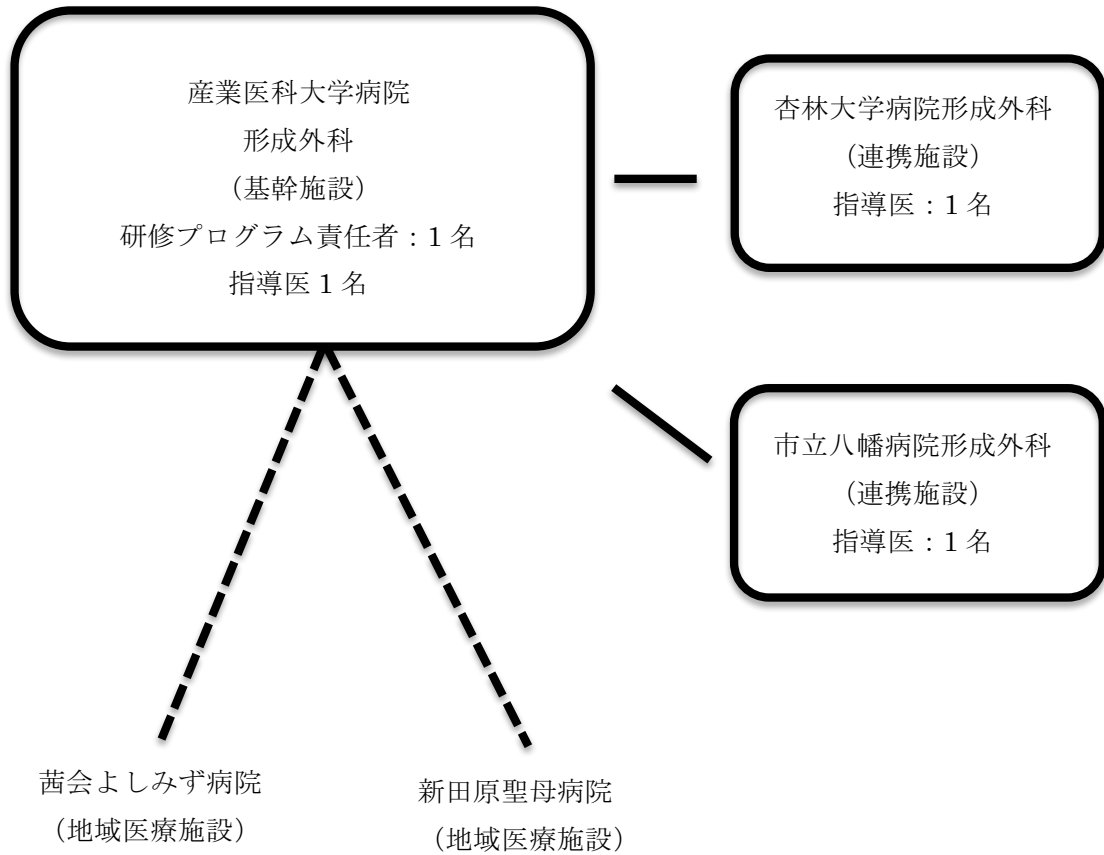 産業医科大学病院
形成外科
（基幹施設）
研修プログラム責任者：1名
指導医 1 名
杏林大学病院形成外科
（連携施設）
指導医：1 名
市立八幡病院形成外科
（連携施設）
指導医：1 名
茜会よしみず病院
（地域医療施設）
新田原聖母病院
（地域医療施設）